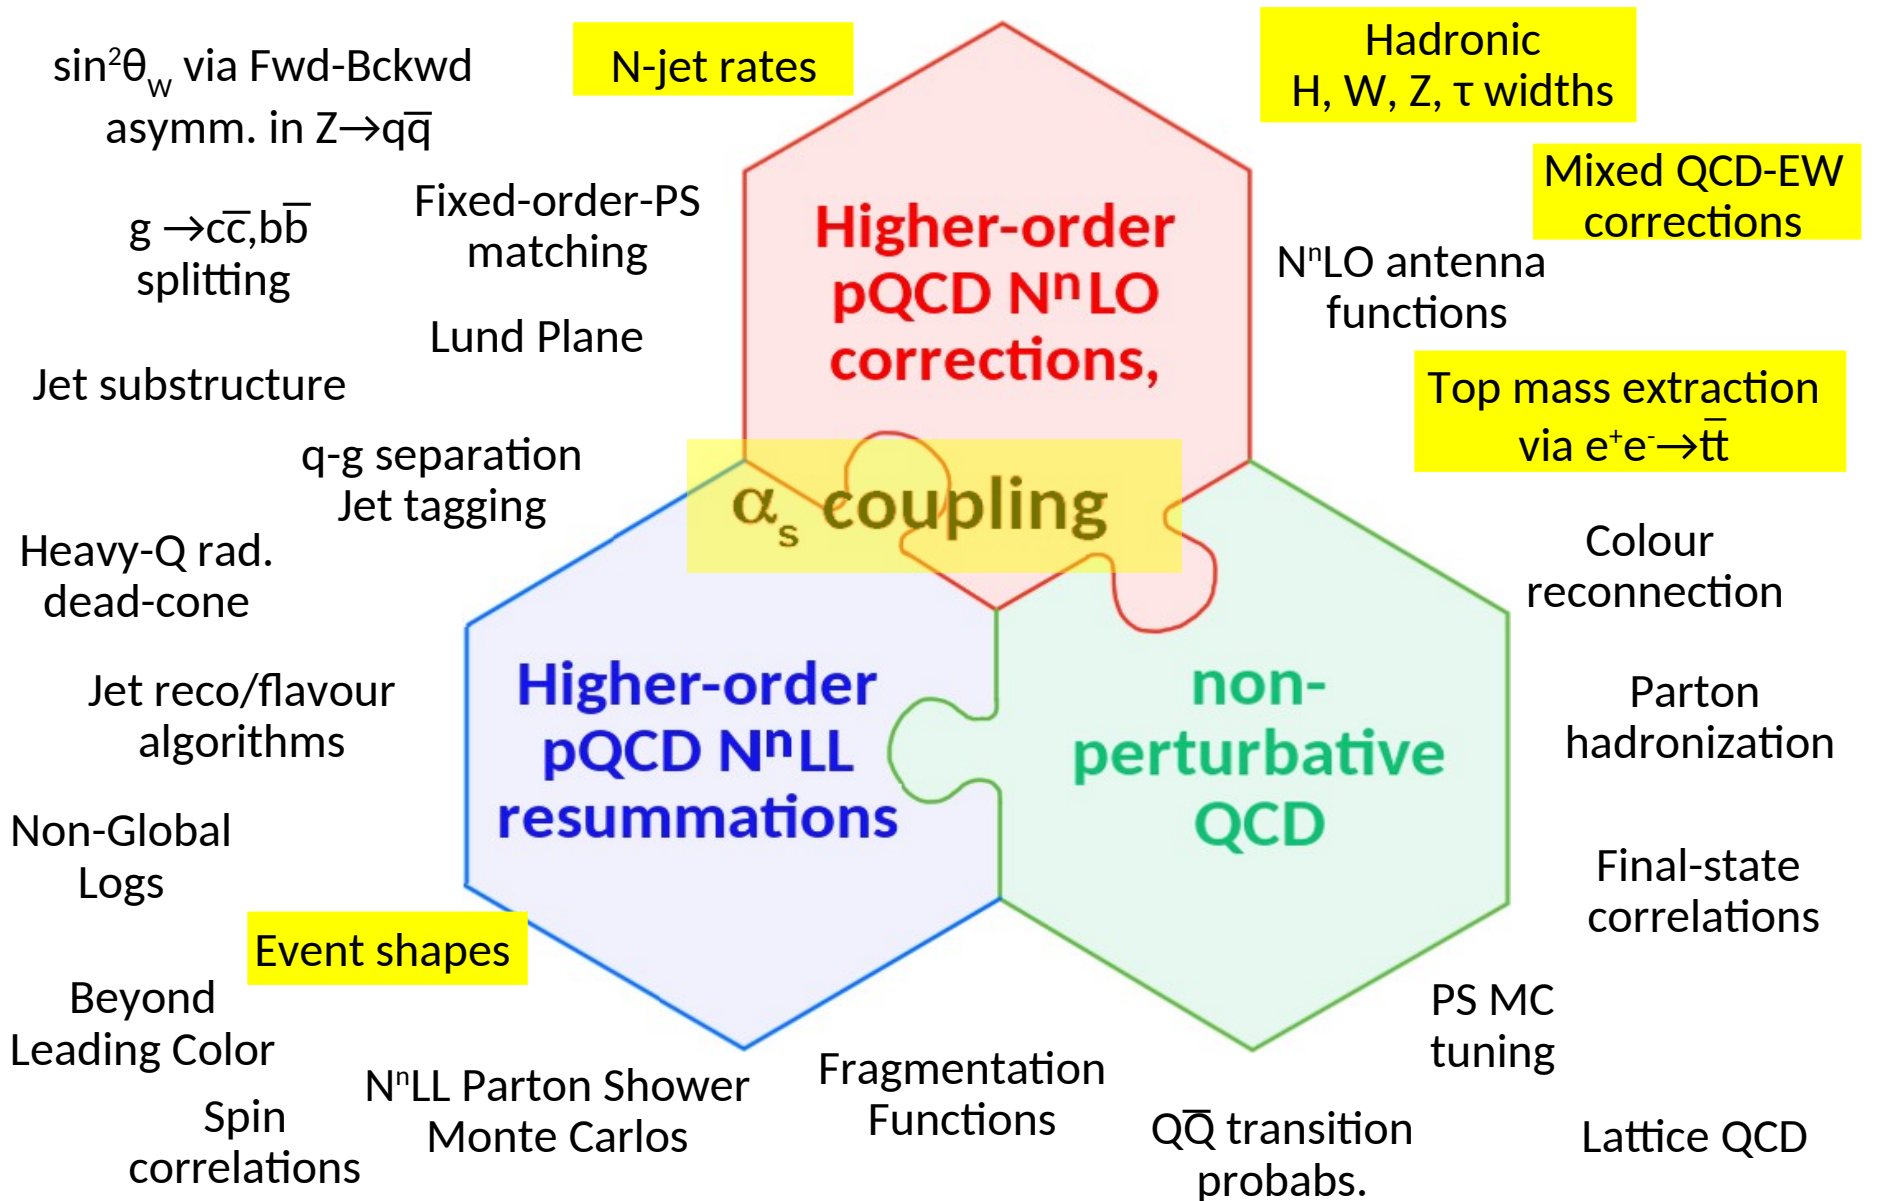 sin²θ_w via Fwd-Bckwd
asymm. in Z→qq̅
N-jet rates
Hadronic
H, W, Z, τ widths
Mixed QCD-EW
corrections
g →cc̅,bb̅
splitting
Fixed-order-PS
matching
Higher-order
pQCD NⁿLO
corrections,
NⁿLO antenna
functions
Lund Plane
Jet substructure
Top mass extraction
via e⁺e⁻→tt̅
q-g separation
Jet tagging
α_s coupling
Heavy-Q rad.
dead-cone
Colour
reconnection
Jet reco/flavour
algorithms
Higher-order
pQCD NⁿLL
resummations
non-
perturbative
QCD
Parton
hadronization
Non-Global
Logs
Final-state
correlations
Event shapes
Beyond
Leading Color
PS MC
tuning
Spin
correlations
NⁿLL Parton Shower
Monte Carlos
Fragmentation
Functions
QQ̅ transition
probabs.
Lattice QCD